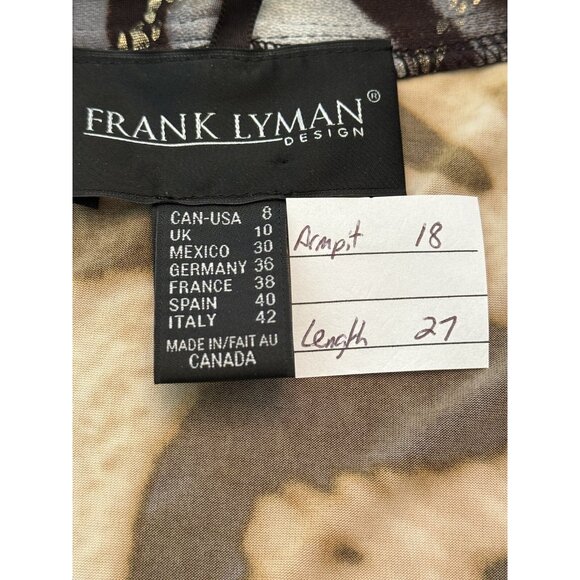 FRANK LYMAN®
DESIGN
CAN-USA 8
UK 10
MEXICO 30
GERMANY 36
FRANCE 38
SPAIN 40
ITALY 42
MADE IN/FAIT AU
CANADA
Armpit 18
Length 27